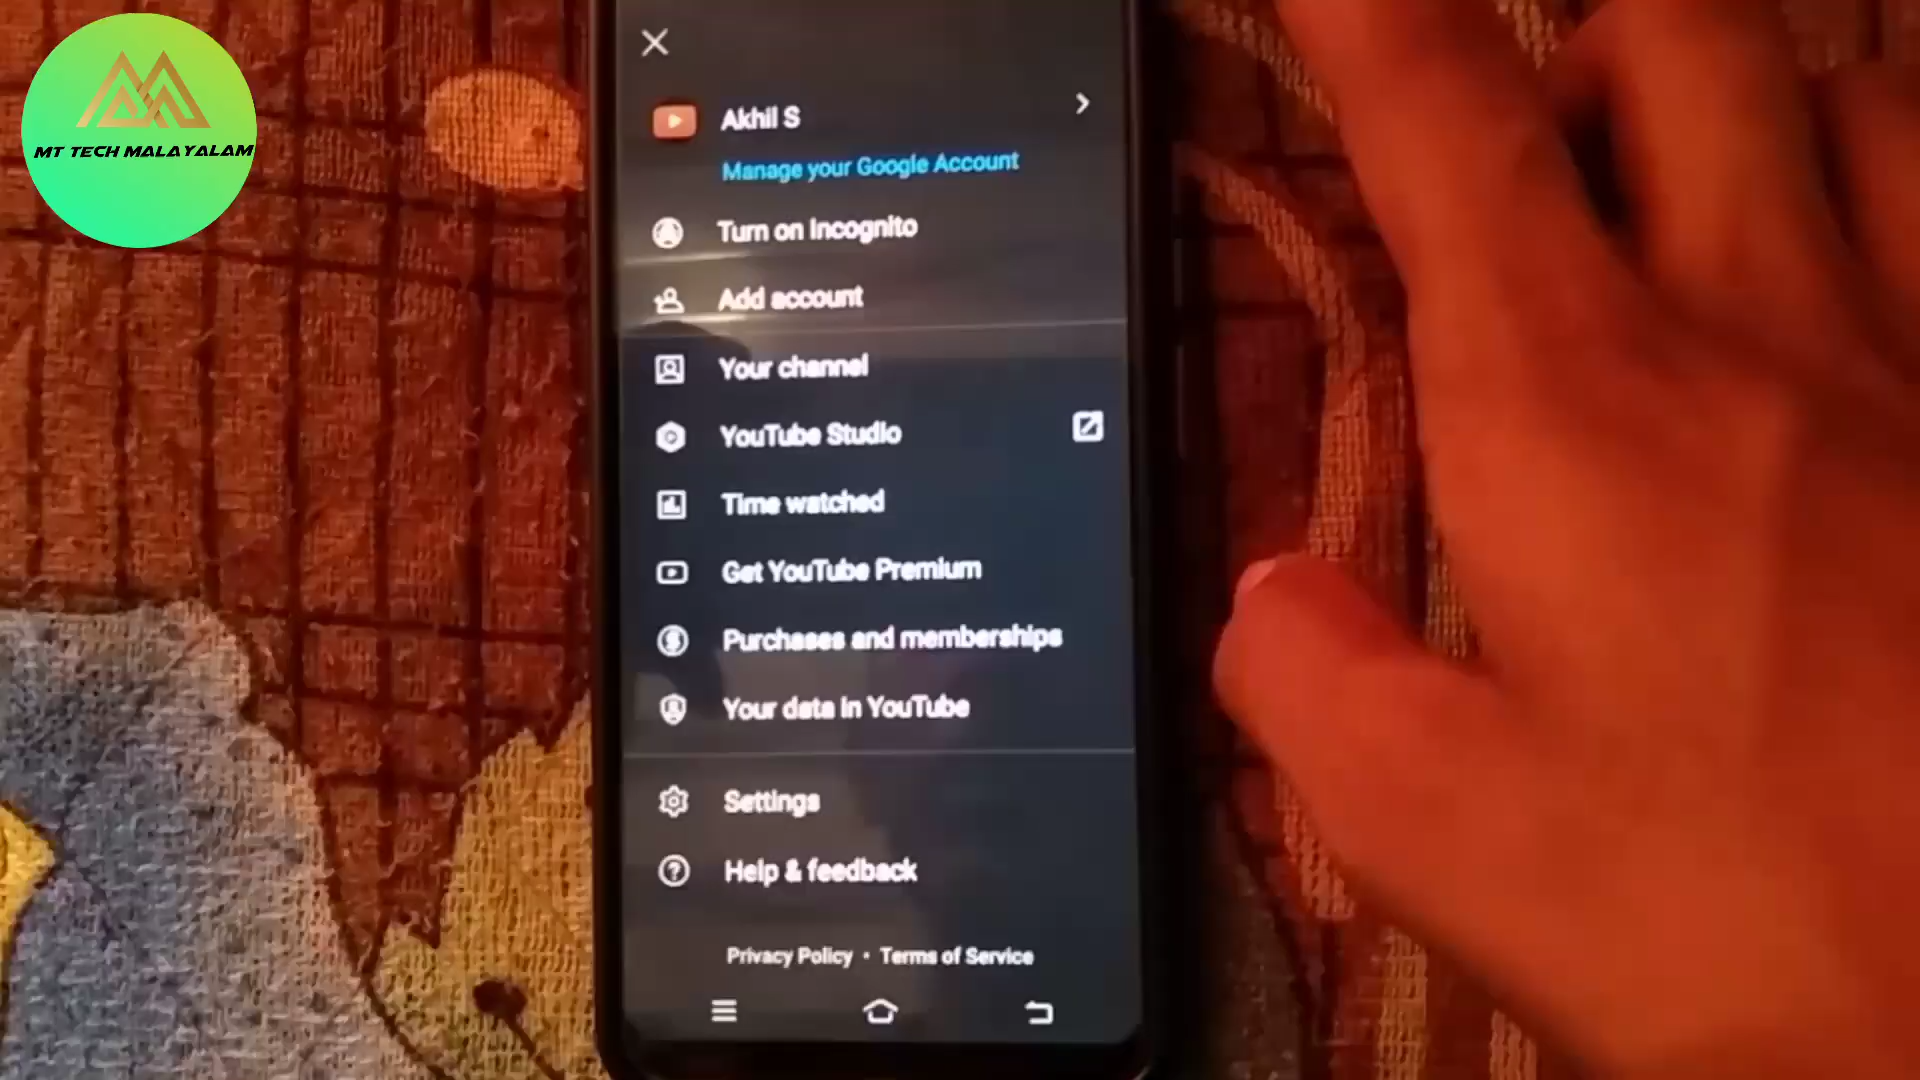 MT TECH MALAYALAM
Akhil S
Manage your Google Account
Turn on Incognito
Add account
Your channel
YouTube Studio
Time watched
Get YouTube Premium
Purchases and memberships
Your data in YouTube
Settings
Help & feedback
Privacy Policy • Terms of Service